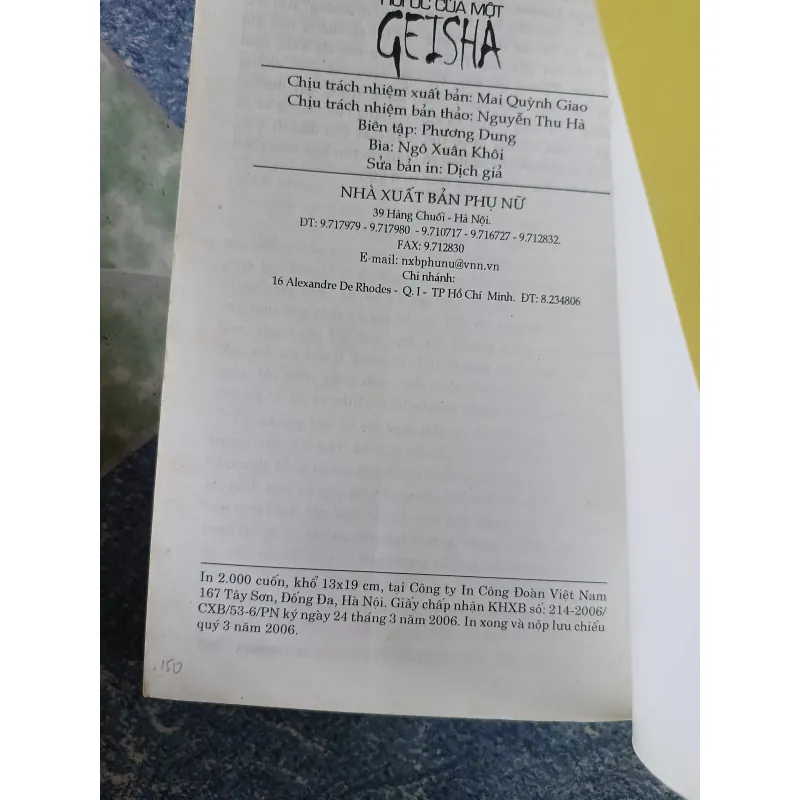 HỒI ỨC CỦA MỘT
GEISHA
Chịu trách nhiệm xuất bản: Mai Quỳnh Giao
Chịu trách nhiệm bản thảo: Nguyễn Thu Hà
Biên tập: Phương Dung
Bìa: Ngô Xuân Khôi
Sửa bản in: Dịch giả
NHÀ XUẤT BẢN PHỤ NỮ
39 Hàng Chuối - Hà Nội.
ĐT: 9.717979 - 9.717980 - 9.710717 - 9.716727 - 9.712832.
FAX: 9.712830
E-mail: nxbphunu@vnn.vn
Chi nhánh:
16 Alexandre De Rhodes - Q. I - TP Hồ Chí Minh. ĐT: 8.234806
In 2.000 cuốn, khổ 13x19 cm, tại Công ty In Công Đoàn Việt Nam
167 Tây Sơn, Đống Đa, Hà Nội. Giấy chấp nhận KHXB số: 214-2006/
CXB/53-6/PN ký ngày 24 tháng 3 năm 2006. In xong và nộp lưu chiểu
quý 3 năm 2006.
.150